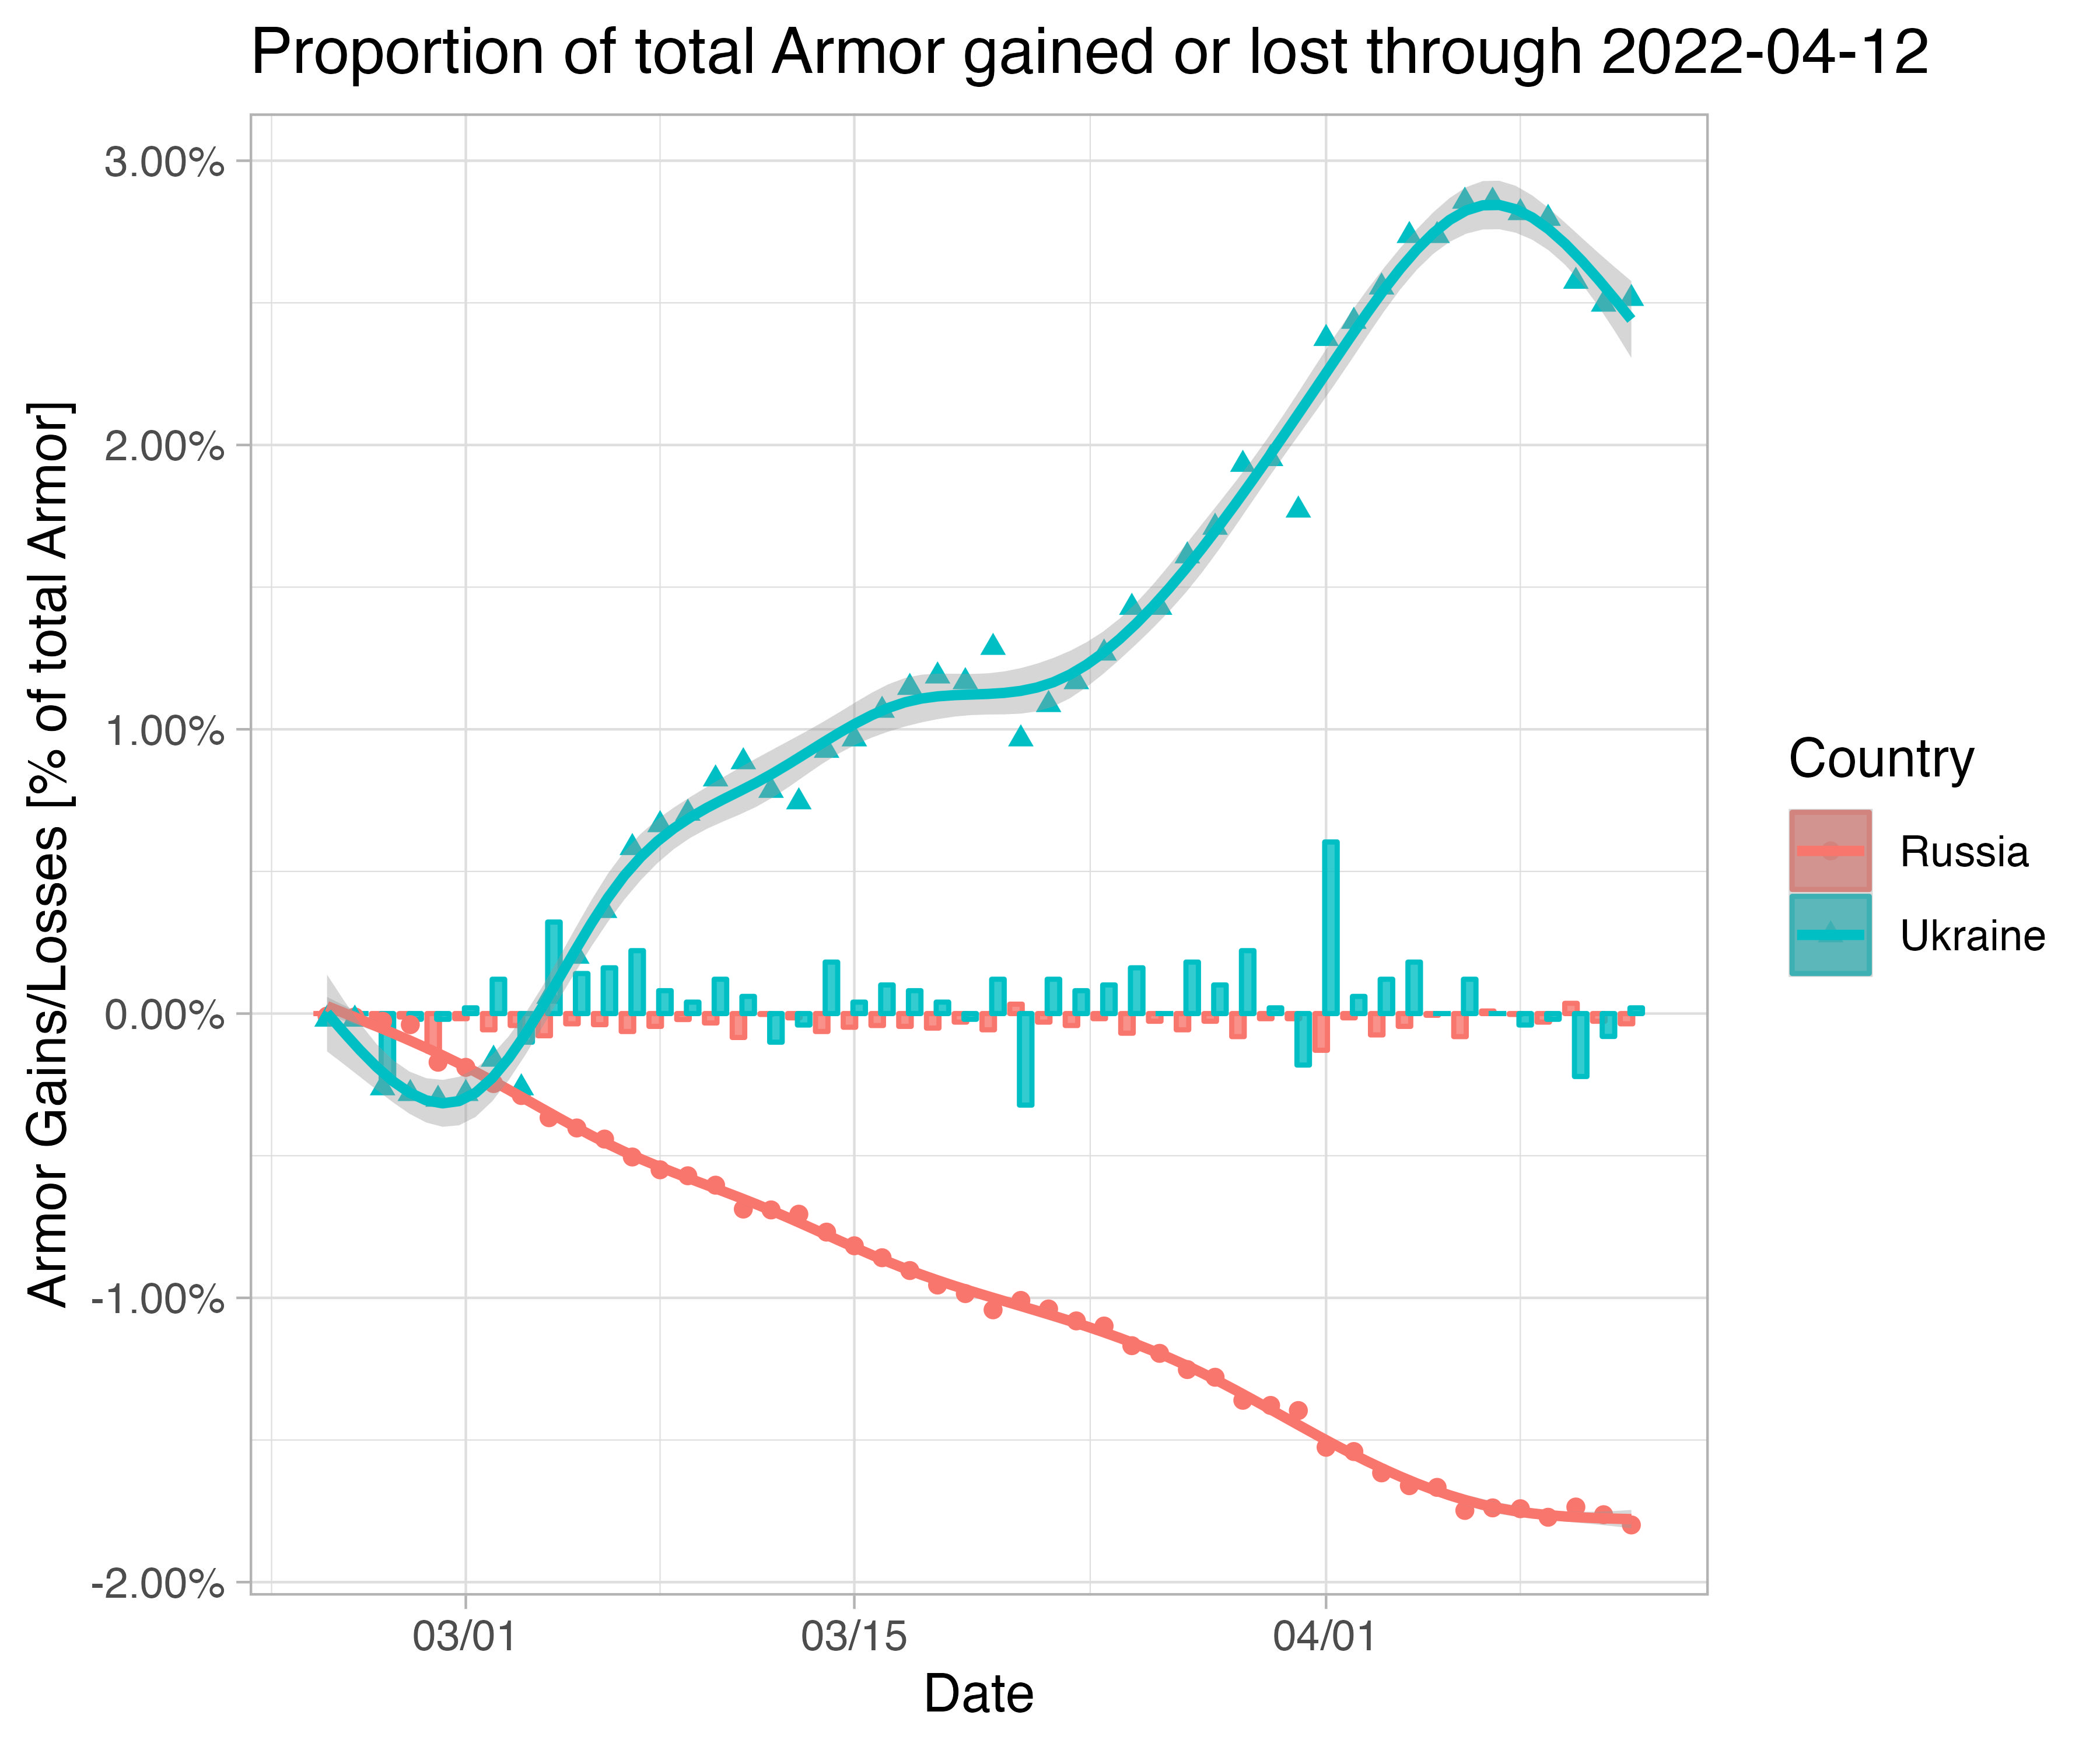 Proportion of total Armor gained or lost through 2022-04-12
Armor Gains/Losses [% of total Armor]
3.00%
2.00%
1.00%
0.00%
-1.00%
-2.00%
03/01
03/15
04/01
Date
Country
Russia
Ukraine